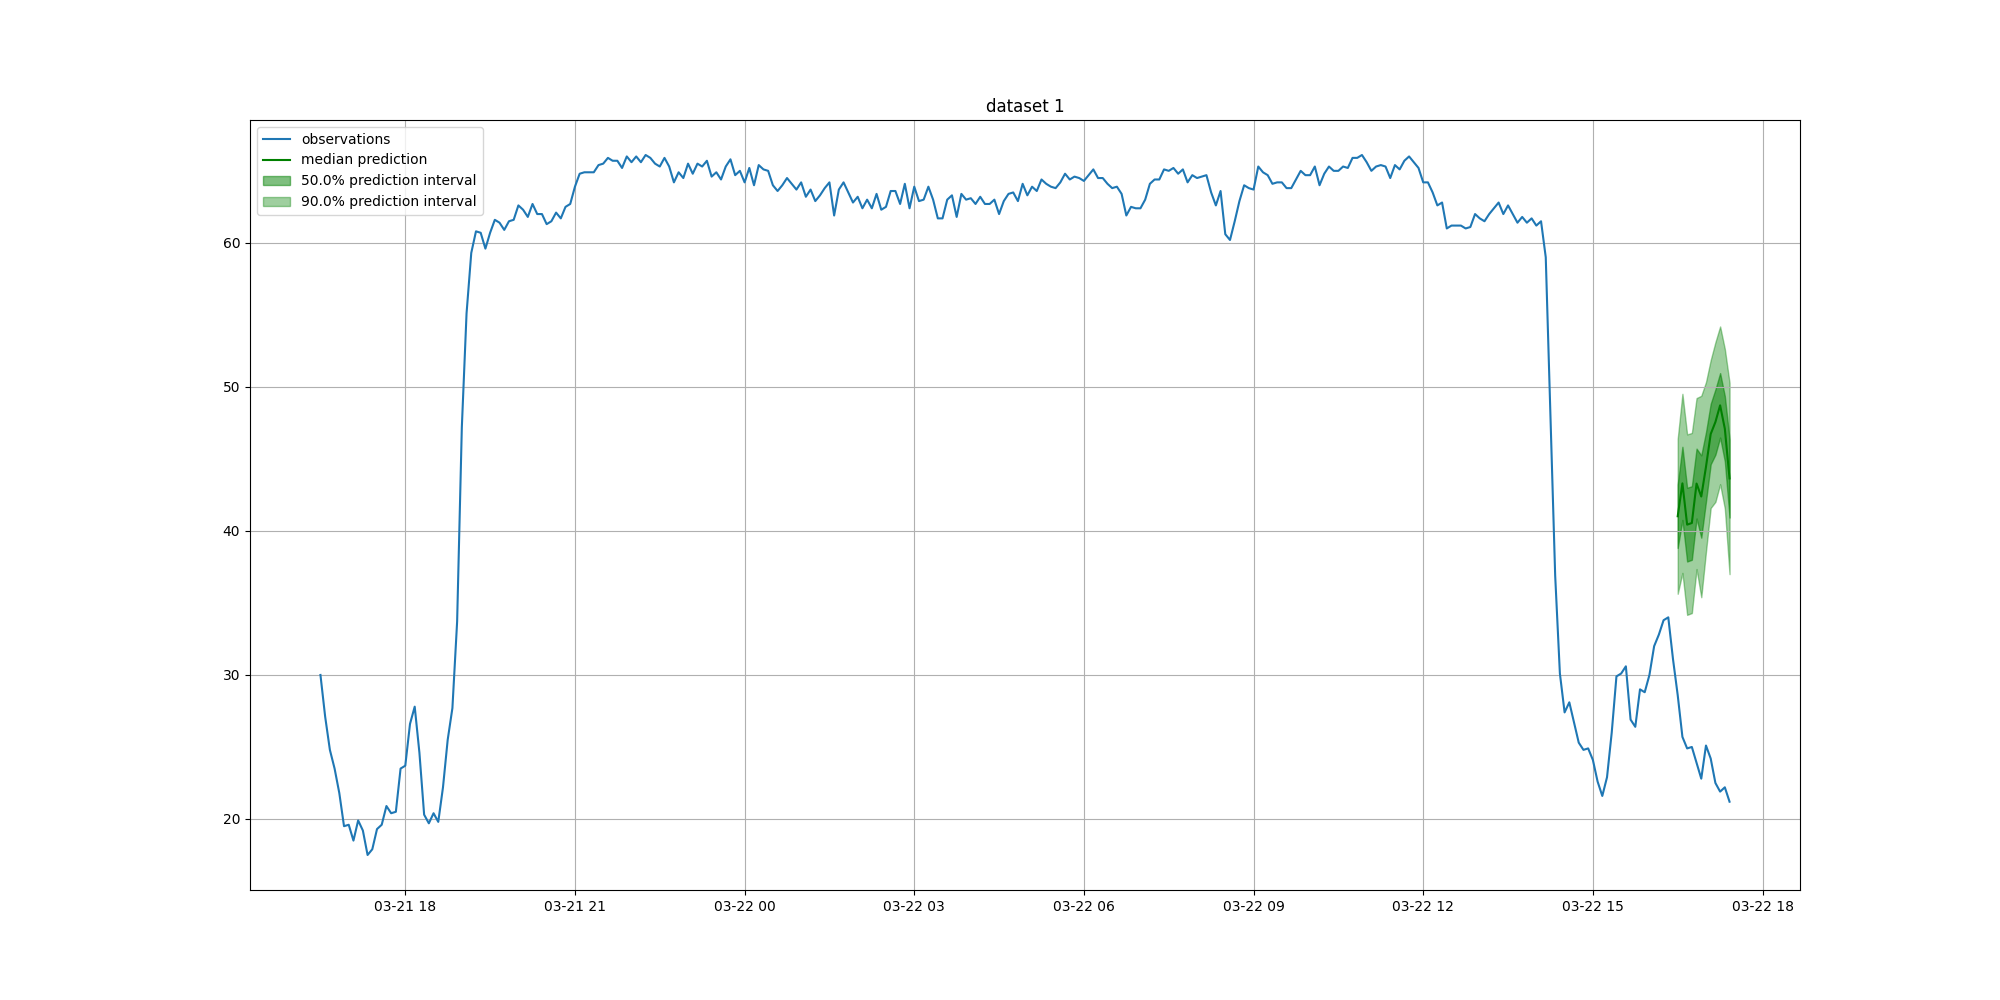 dataset 1
observations
median prediction
50.0% prediction interval
90.0% prediction interval
60
50
40
30
20
03-21 18
03-21 21
03-22 00
03-22 03
03-22 06
03-22 09
03-22 12
03-22 15
03-22 18